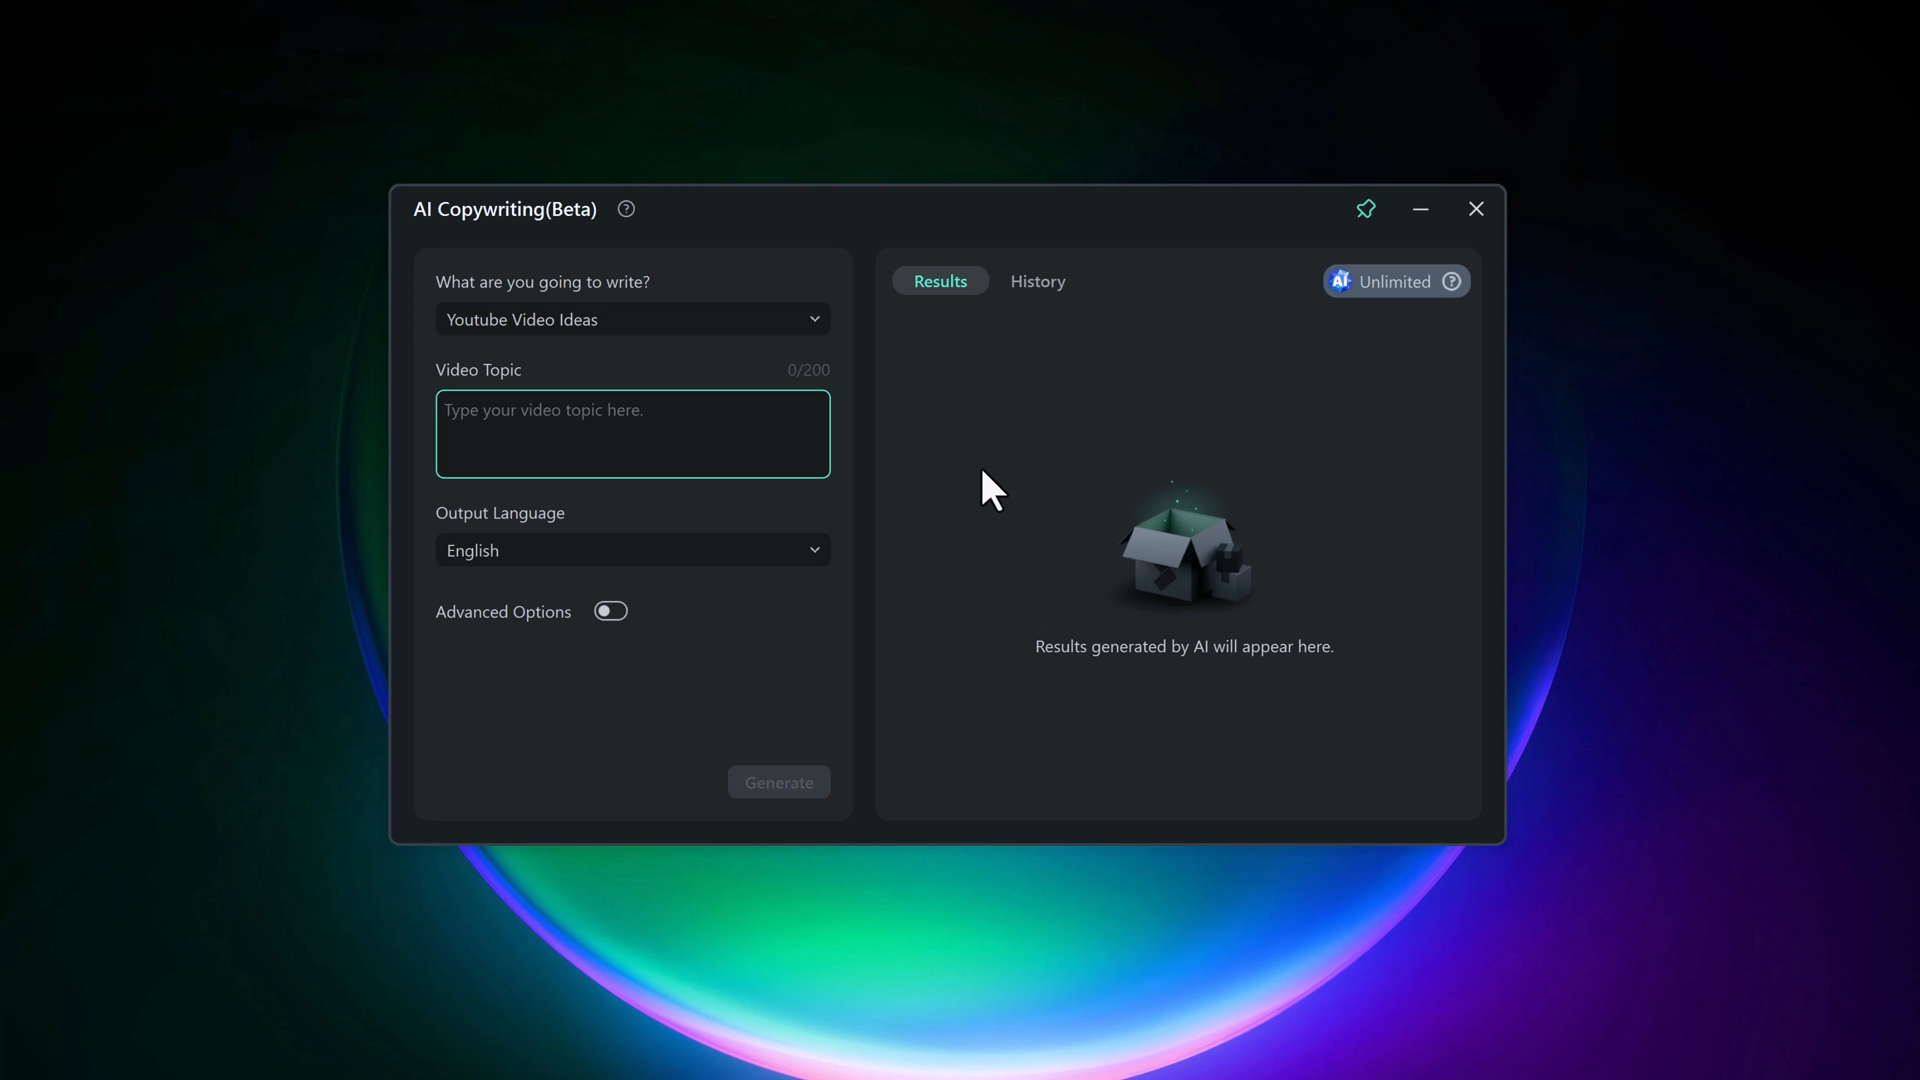 AI Copywriting(Beta)
What are you going to write?
Youtube Video Ideas
Video Topic 0/200
Type your video topic here.
Output Language
English
Advanced Options
Generate
Results History AI Unlimited
Results generated by AI will appear here.